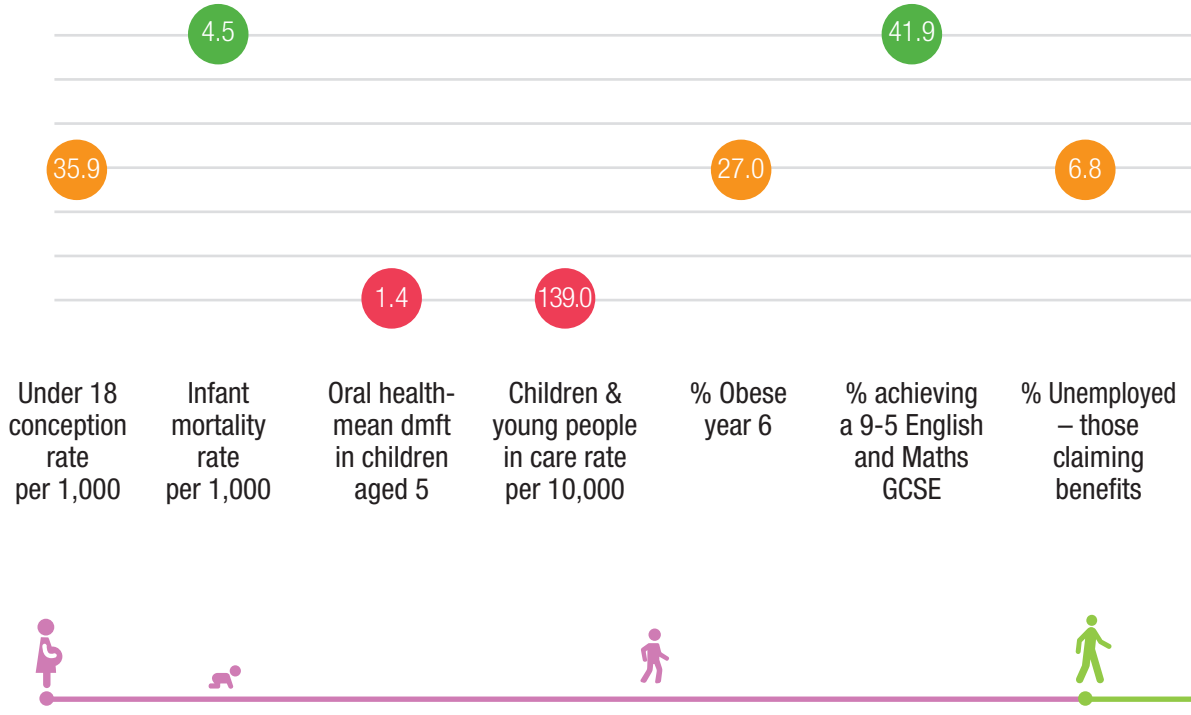 4.5
41.9
35.9
27.0
6.8
1.4
139.0
Under 18
conception
rate
per 1,000
Infant
mortality
rate
per 1,000
Oral health-
mean dmft
in children
aged 5
Children &
young people
in care rate
per 10,000
% Obese
year 6
% achieving
a 9-5 English
and Maths
GCSE
% Unemployed
– those
claiming
benefits